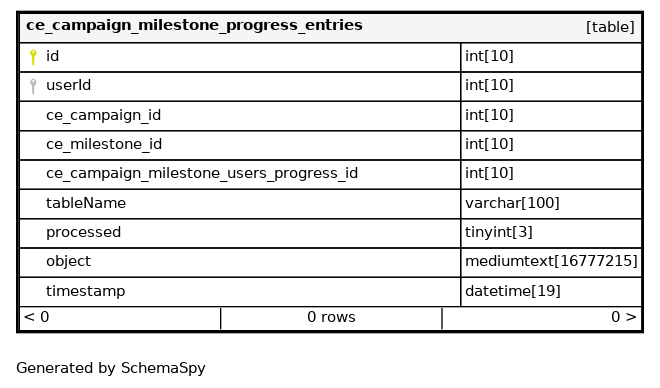 ce_campaign_milestone_progress_entries [table]
id int[10]
userId int[10]
ce_campaign_id int[10]
ce_milestone_id int[10]
ce_campaign_milestone_users_progress_id int[10]
tableName varchar[100]
processed tinyint[3]
object mediumtext[16777215]
timestamp datetime[19]
< 0 0 rows 0 >
Generated by SchemaSpy